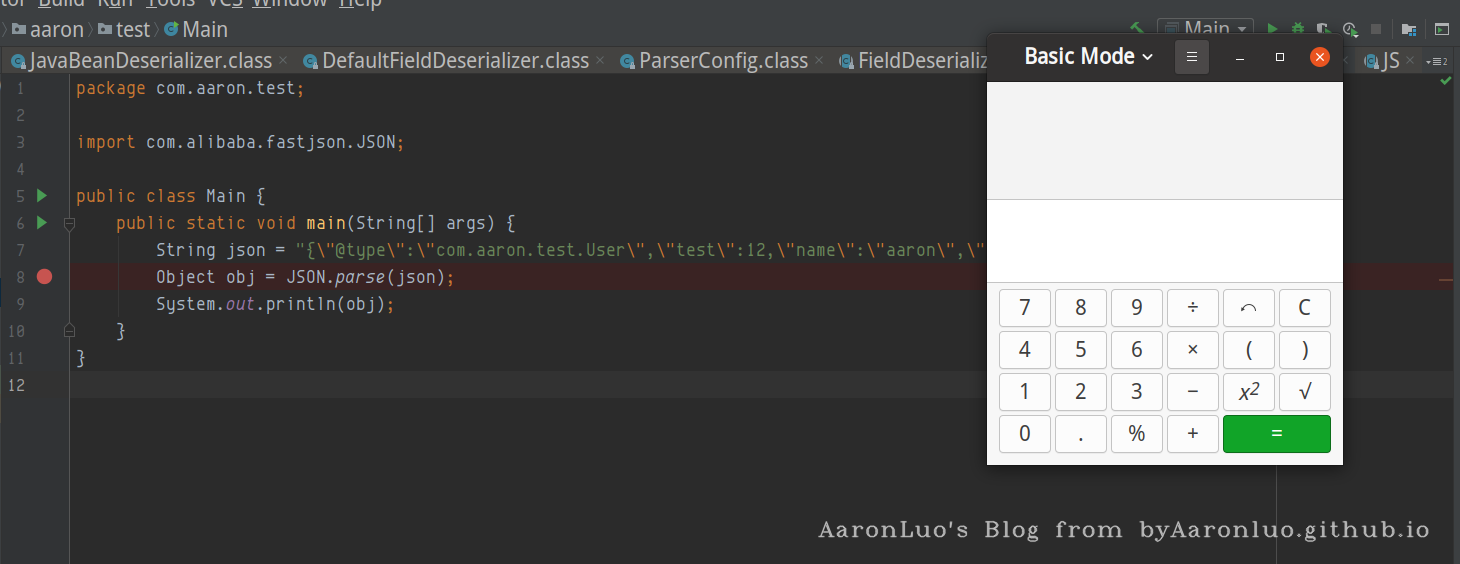 Build Run Tools VCS Window Help
aaron test Main
Main
JavaBeanDeserializer.class × DefaultFieldDeserializer.class × ParserConfig.class × JS ×
Basic Mode
1 package com.aaron.test;
2
3 import com.alibaba.fastjson.JSON;
4
5 public class Main {
6 public static void main(String[] args) {
7 String json = "{\"@type\":\"com.aaron.test.User\",\"test\":12,\"name\":\"aaron\",\"
8 Object obj = JSON.parse(json);
9 System.out.println(obj);
10 }
11 }
12
7 8 9 ÷ C
4 5 6 × ( )
1 2 3 − x2 √
0 . % + =
AaronLuo's Blog from byAaronluo.github.io